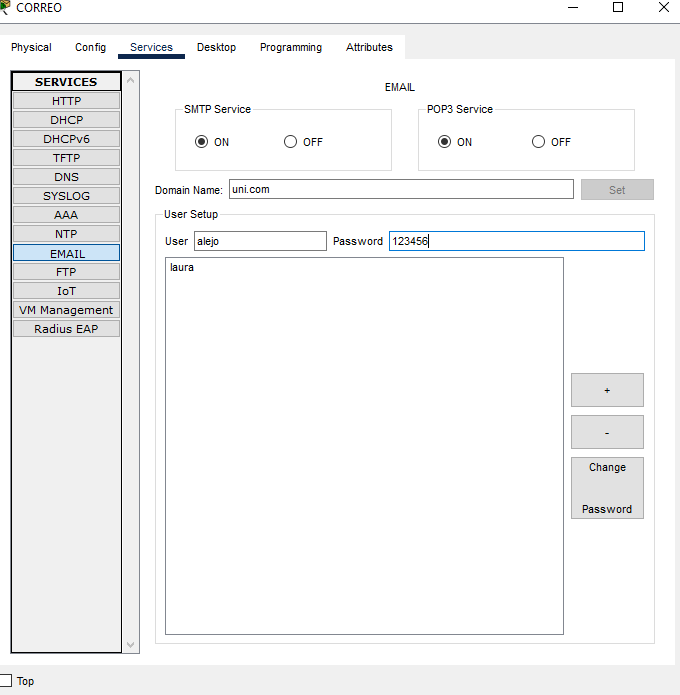 CORREO
Physical Config Services Desktop Programming Attributes
SERVICES
HTTP
DHCP
DHCPv6
TFTP
DNS
SYSLOG
AAA
NTP
EMAIL
FTP
IoT
VM Management
Radius EAP
EMAIL
SMTP Service
ON OFF
POP3 Service
ON OFF
Domain Name: uni.com Set
User Setup
User alejo Password 123456
laura
+
-
Change
Password
Top